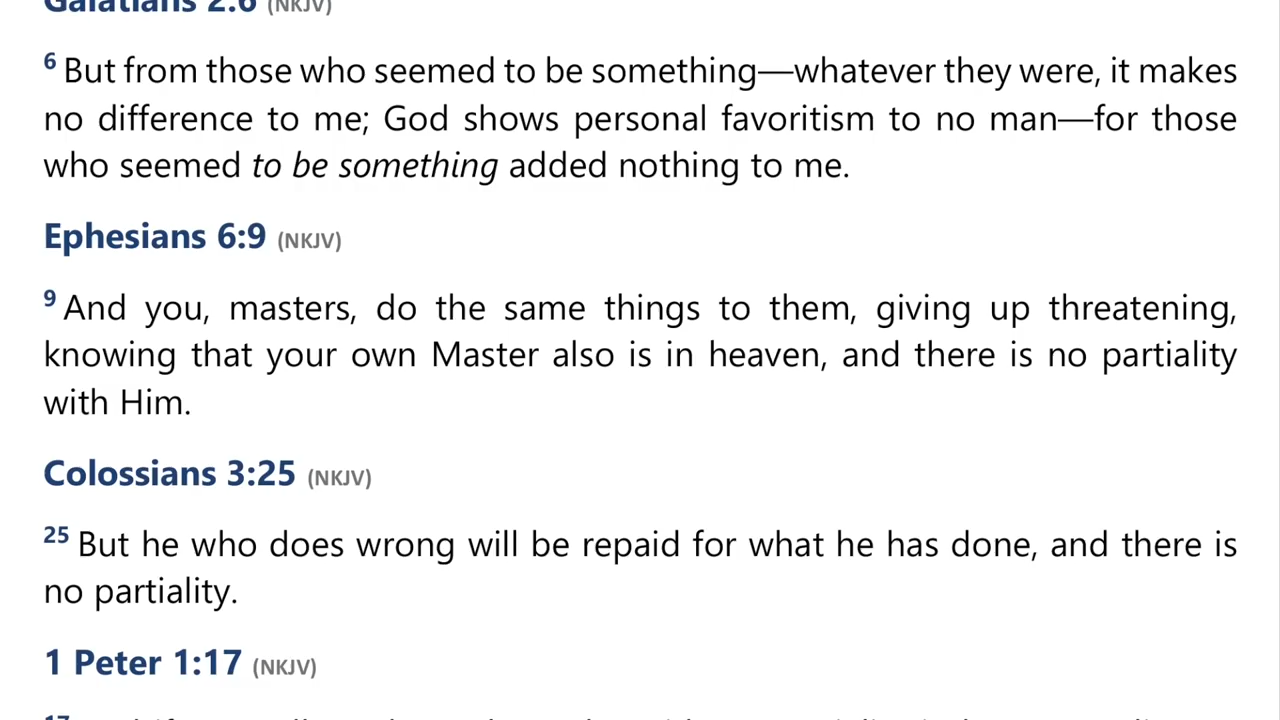 Galatians 2:6 (NKJV)
6 But from those who seemed to be something—whatever they were, it makes
no difference to me; God shows personal favoritism to no man—for those
who seemed to be something added nothing to me.
Ephesians 6:9 (NKJV)
9 And you, masters, do the same things to them, giving up threatening,
knowing that your own Master also is in heaven, and there is no partiality
with Him.
Colossians 3:25 (NKJV)
25 But he who does wrong will be repaid for what he has done, and there is
no partiality.
1 Peter 1:17 (NKJV)